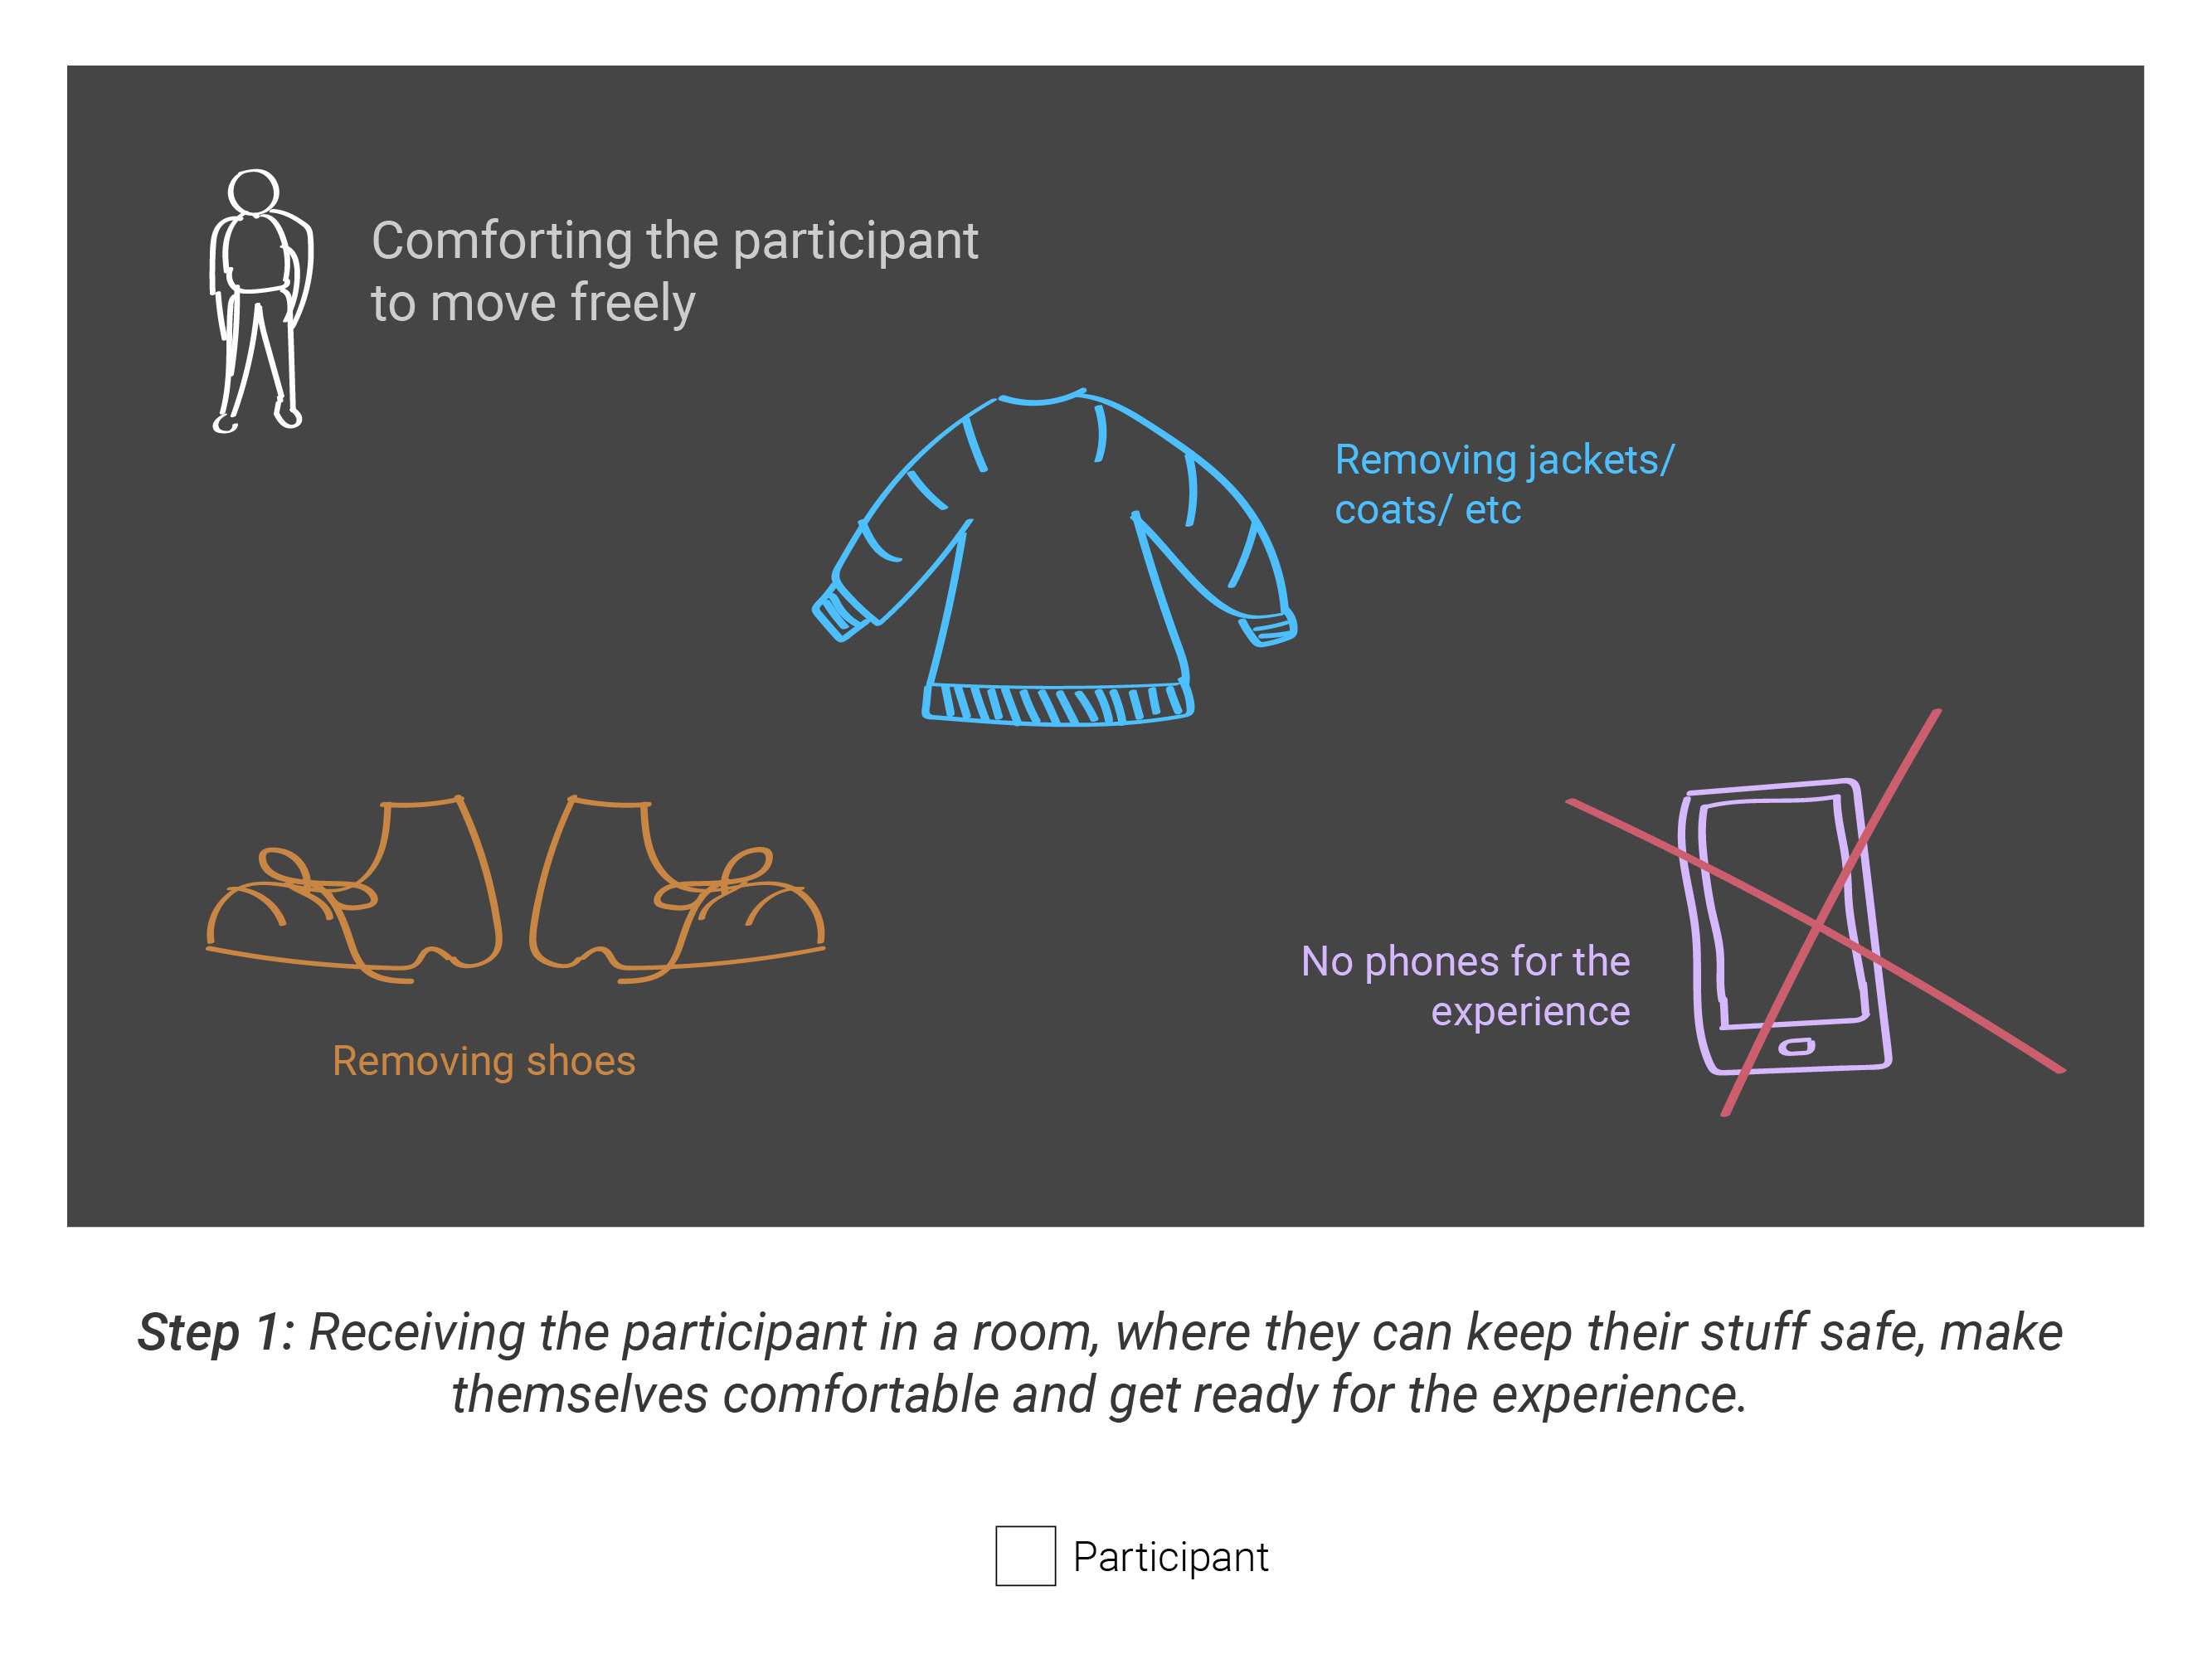 Comforting the participant
to move freely
Removing jackets/
coats/ etc
No phones for the
experience
Removing shoes
Step 1: Receiving the participant in a room, where they can keep their stuff safe, make
themselves comfortable and get ready for the experience.
Participant